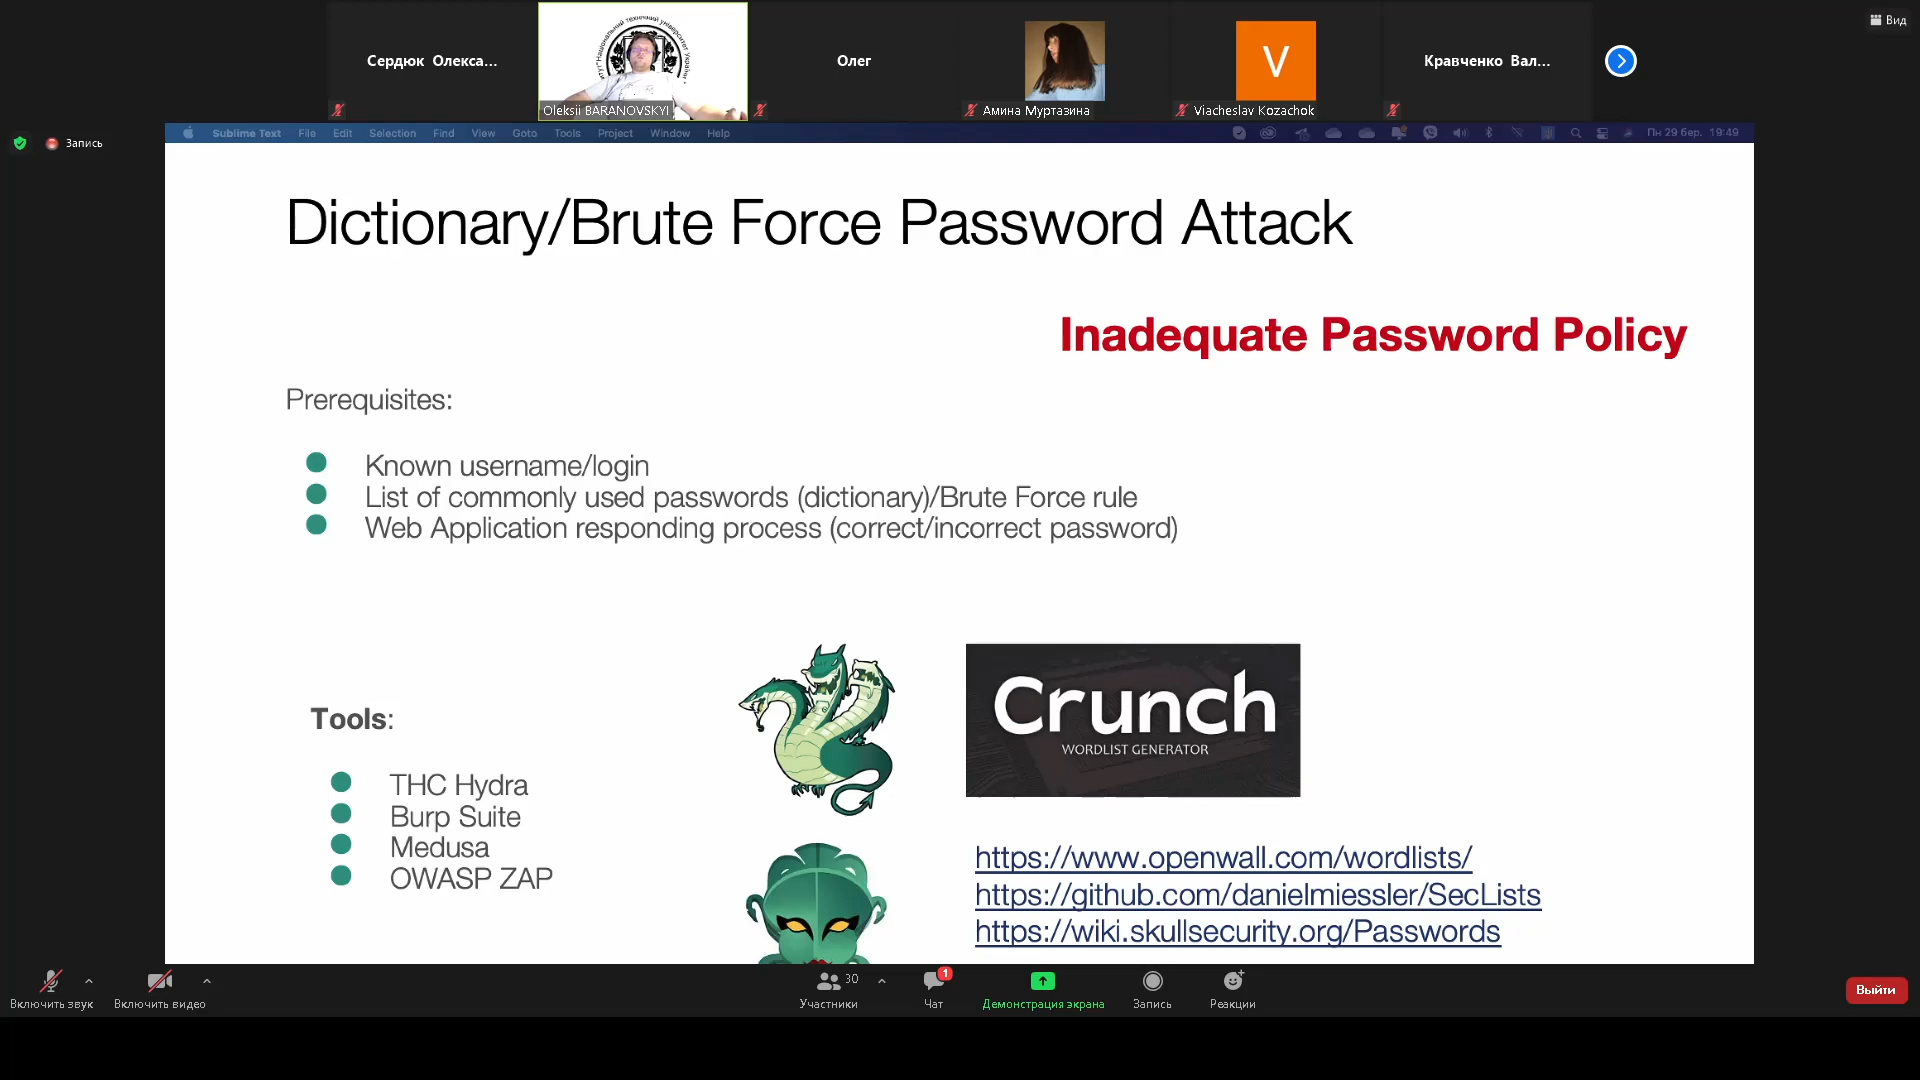 Вид
Сердюк Олекса...
Oleksii BARANOVSKYI
Олег
Амина Муртазина
V
Viacheslav Kozachok
Кравченко Вал...
Запись
Sublime Text File Edit Selection Find View Goto Tools Project Window Help
Пн 29 бер. 19:49
Dictionary/Brute Force Password Attack
Inadequate Password Policy
Prerequisites:
Known username/login
List of commonly used passwords (dictionary)/Brute Force rule
Web Application responding process (correct/incorrect password)
Crunch
WORDLIST GENERATOR
Tools:
THC Hydra
Burp Suite
Medusa
OWASP ZAP
https://www.openwall.com/wordlists/
https://github.com/danielmiessler/SecLists
https://wiki.skullsecurity.org/Passwords
Включить звук
Включить видео
30
Участники
1
Чат
Демонстрация экрана
Запись
Реакции
Выйти